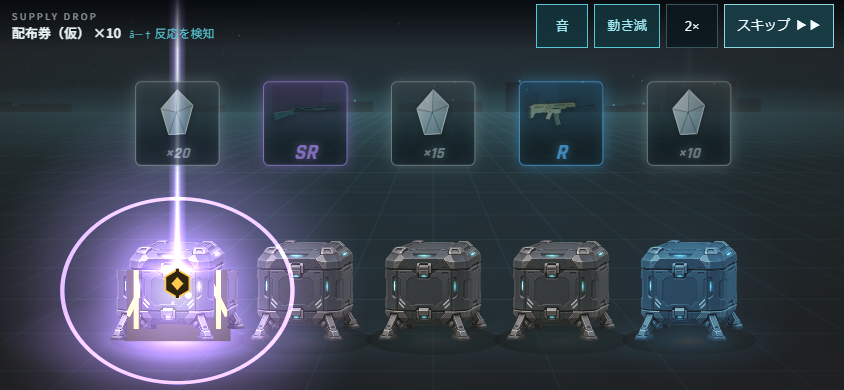 SUPPLY DROP
配布券（仮） ×10 â—† 反応を検知
音
動き減
2×
スキップ ▶▶
×20
SR
×15
R
×10